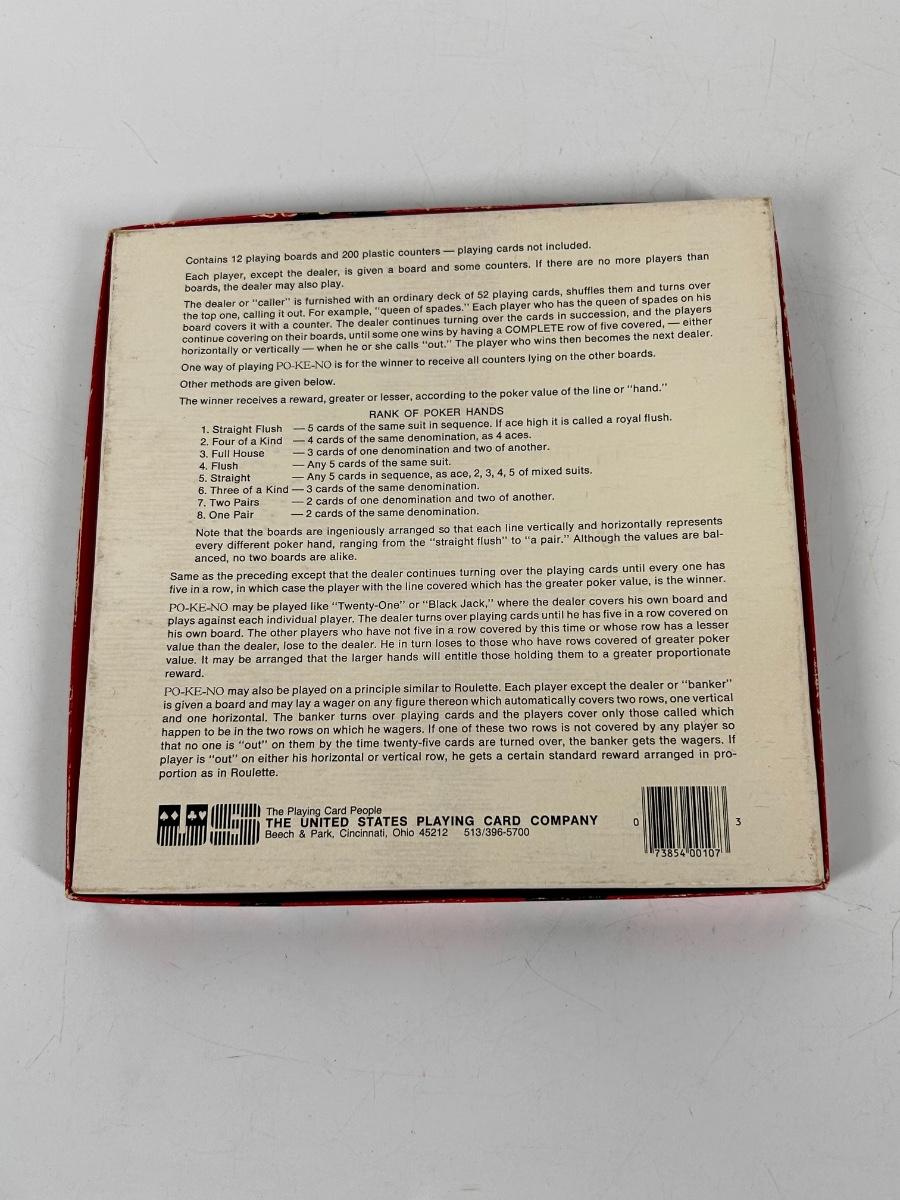 Contains 12 playing boards and 200 plastic counters — playing cards not included.
Each player, except the dealer, is given a board and some counters. If there are no more players than
boards, the dealer may also play.
The dealer or "caller" is furnished with an ordinary deck of 52 playing cards, shuffles them and turns over
the top one, calling it out. For example, "queen of spades." Each player who has the queen of spades on his
board covers it with a counter. The dealer continues turning over the cards in succession, and the players
continue covering on their boards, until some one wins by having a COMPLETE row of five covered, — either
horizontally or vertically — when he or she calls "out." The player who wins then becomes the next dealer.
One way of playing PO-KE-NO is for the winner to receive all counters lying on the other boards.
Other methods are given below.
The winner receives a reward, greater or lesser, according to the poker value of the line or "hand."
RANK OF POKER HANDS
1. Straight Flush — 5 cards of the same suit in sequence. If ace high it is called a royal flush.
2. Four of a Kind — 4 cards of the same denomination, as 4 aces.
3. Full House — 3 cards of one denomination and two of another.
4. Flush — Any 5 cards of the same suit.
5. Straight — Any 5 cards in sequence, as ace, 2, 3, 4, 5 of mixed suits.
6. Three of a Kind — 3 cards of the same denomination.
7. Two Pairs — 2 cards of one denomination and two of another.
8. One Pair — 2 cards of the same denomination.
Note that the boards are ingeniously arranged so that each line vertically and horizontally represents
every different poker hand, ranging from the "straight flush" to "a pair." Although the values are bal-
anced, no two boards are alike.
Same as the preceding except that the dealer continues turning over the playing cards until every one has
five in a row, in which case the player with the line covered which has the greater poker value, is the winner.
PO-KE-NO may be played like "Twenty-One" or "Black Jack," where the dealer covers his own board and
plays against each individual player. The dealer turns over playing cards until he has five in a row covered on
his own board. The other players who have not five in a row covered by this time or whose row has a lesser
value than the dealer, lose to the dealer. He in turn loses to those who have rows covered of greater poker
value. It may be arranged that the larger hands will entitle those holding them to a greater proportionate
reward.
PO-KE-NO may also be played on a principle similar to Roulette. Each player except the dealer or "banker"
is given a board and may lay a wager on any figure thereon which automatically covers two rows, one vertical
and one horizontal. The banker turns over playing cards and the players cover only those called which
happen to be in the two rows on which he wagers. If one of these two rows is not covered by any player so
that no one is "out" on them by the time twenty-five cards are turned over, the banker gets the wagers. If
player is "out" on either his horizontal or vertical row, he gets a certain standard reward arranged in pro-
portion as in Roulette.
US
The Playing Card People
THE UNITED STATES PLAYING CARD COMPANY
Beech & Park, Cincinnati, Ohio 45212 513/396-5700
0 73854 00107 3